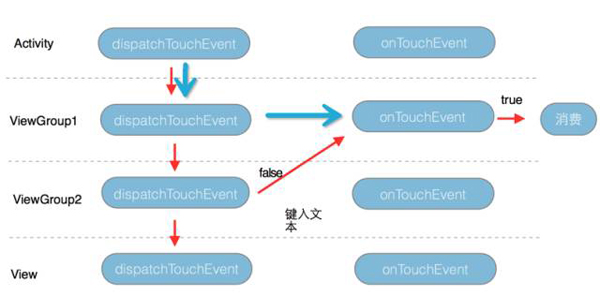 Activity
dispatchTouchEvent
onTouchEvent
true
ViewGroup1
dispatchTouchEvent
onTouchEvent
消费
false
ViewGroup2
dispatchTouchEvent
onTouchEvent
键入文
本
View
dispatchTouchEvent
onTouchEvent